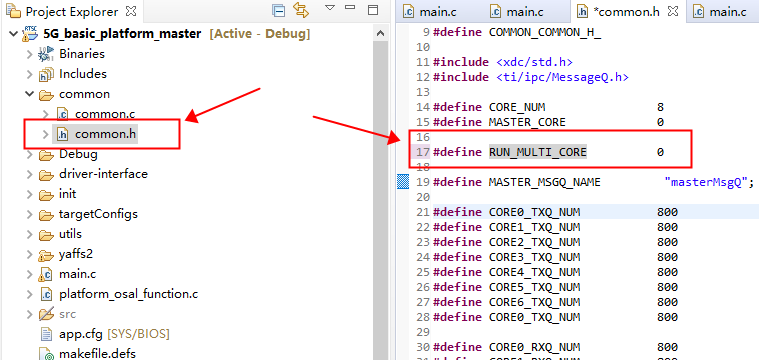 Project Explorer
5G_basic_platform_master [Active - Debug]
Binaries
Includes
common
common.c
common.h
Debug
driver-interface
init
targetConfigs
utils
yaffs2
main.c
platform_osal_function.c
src
app.cfg [SYS/BIOS]
makefile.defs
main.c
main.c
*common.h
main.c
9 #define COMMON_COMMON_H_
10
11 #include <xdc/std.h>
12 #include <ti/ipc/MessageQ.h>
13
14 #define CORE_NUM 8
15 #define MASTER_CORE 0
16
17 #define RUN_MULTI_CORE 0
18
19 #define MASTER_MSGQ_NAME "masterMsgQ";
20
21 #define CORE0_TXQ_NUM 800
22 #define CORE1_TXQ_NUM 800
23 #define CORE2_TXQ_NUM 800
24 #define CORE3_TXQ_NUM 800
25 #define CORE4_TXQ_NUM 800
26 #define CORE5_TXQ_NUM 800
27 #define CORE6_TXQ_NUM 800
28 #define CORE0_TXQ_NUM 800
29
30 #define CORE0_RXQ_NUM 800
31 #define CORE1_RXQ_NUM 800